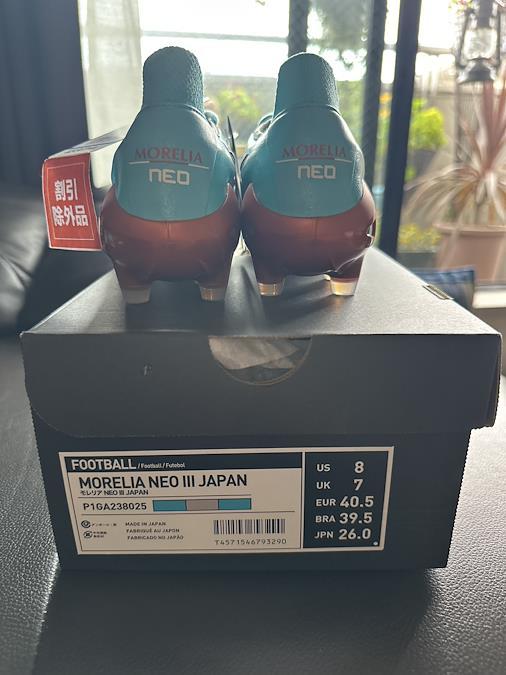 MORELIA
NEO
MORELIA
NEO
割引
除外品
FOOTBALL / Football / Futebol
MORELIA NEO III JAPAN
モレリア NEO III JAPAN
P1GA238025
MADE IN JAPAN
FABRIQUÉ AU JAPON
FABRICADO NO JAPÃO
T4571546793290
US 8
UK 7
EUR 40.5
BRA 39.5
JPN 26.0